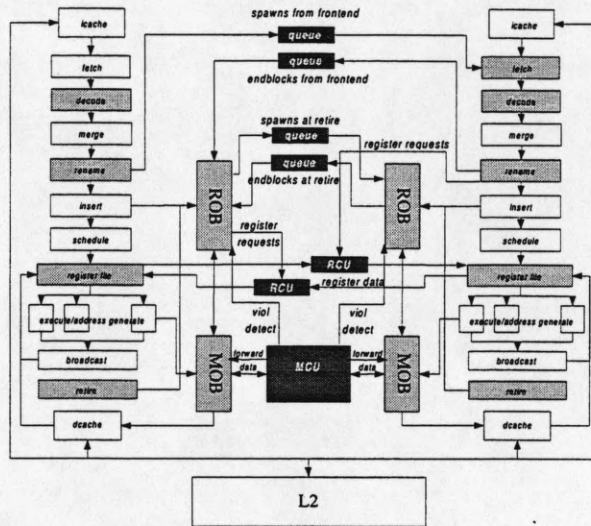 icache
fetch
decode
merge
rename
insert
schedule
register file
execute/address generate
broadcast
retire
dcache
spawns from frontend
queue
queue
endblocks from frontend
spawns at retire
queue
register requests
queue
endblocks at retire
ROB
ROB
register
requests
RCU
RCU
register data
viol
detect
viol
detect
MOB
forward
data
MCU
forward
data
MOB
icache
fetch
decode
merge
rename
insert
schedule
register file
execute/address generate
broadcast
retire
dcache
L2